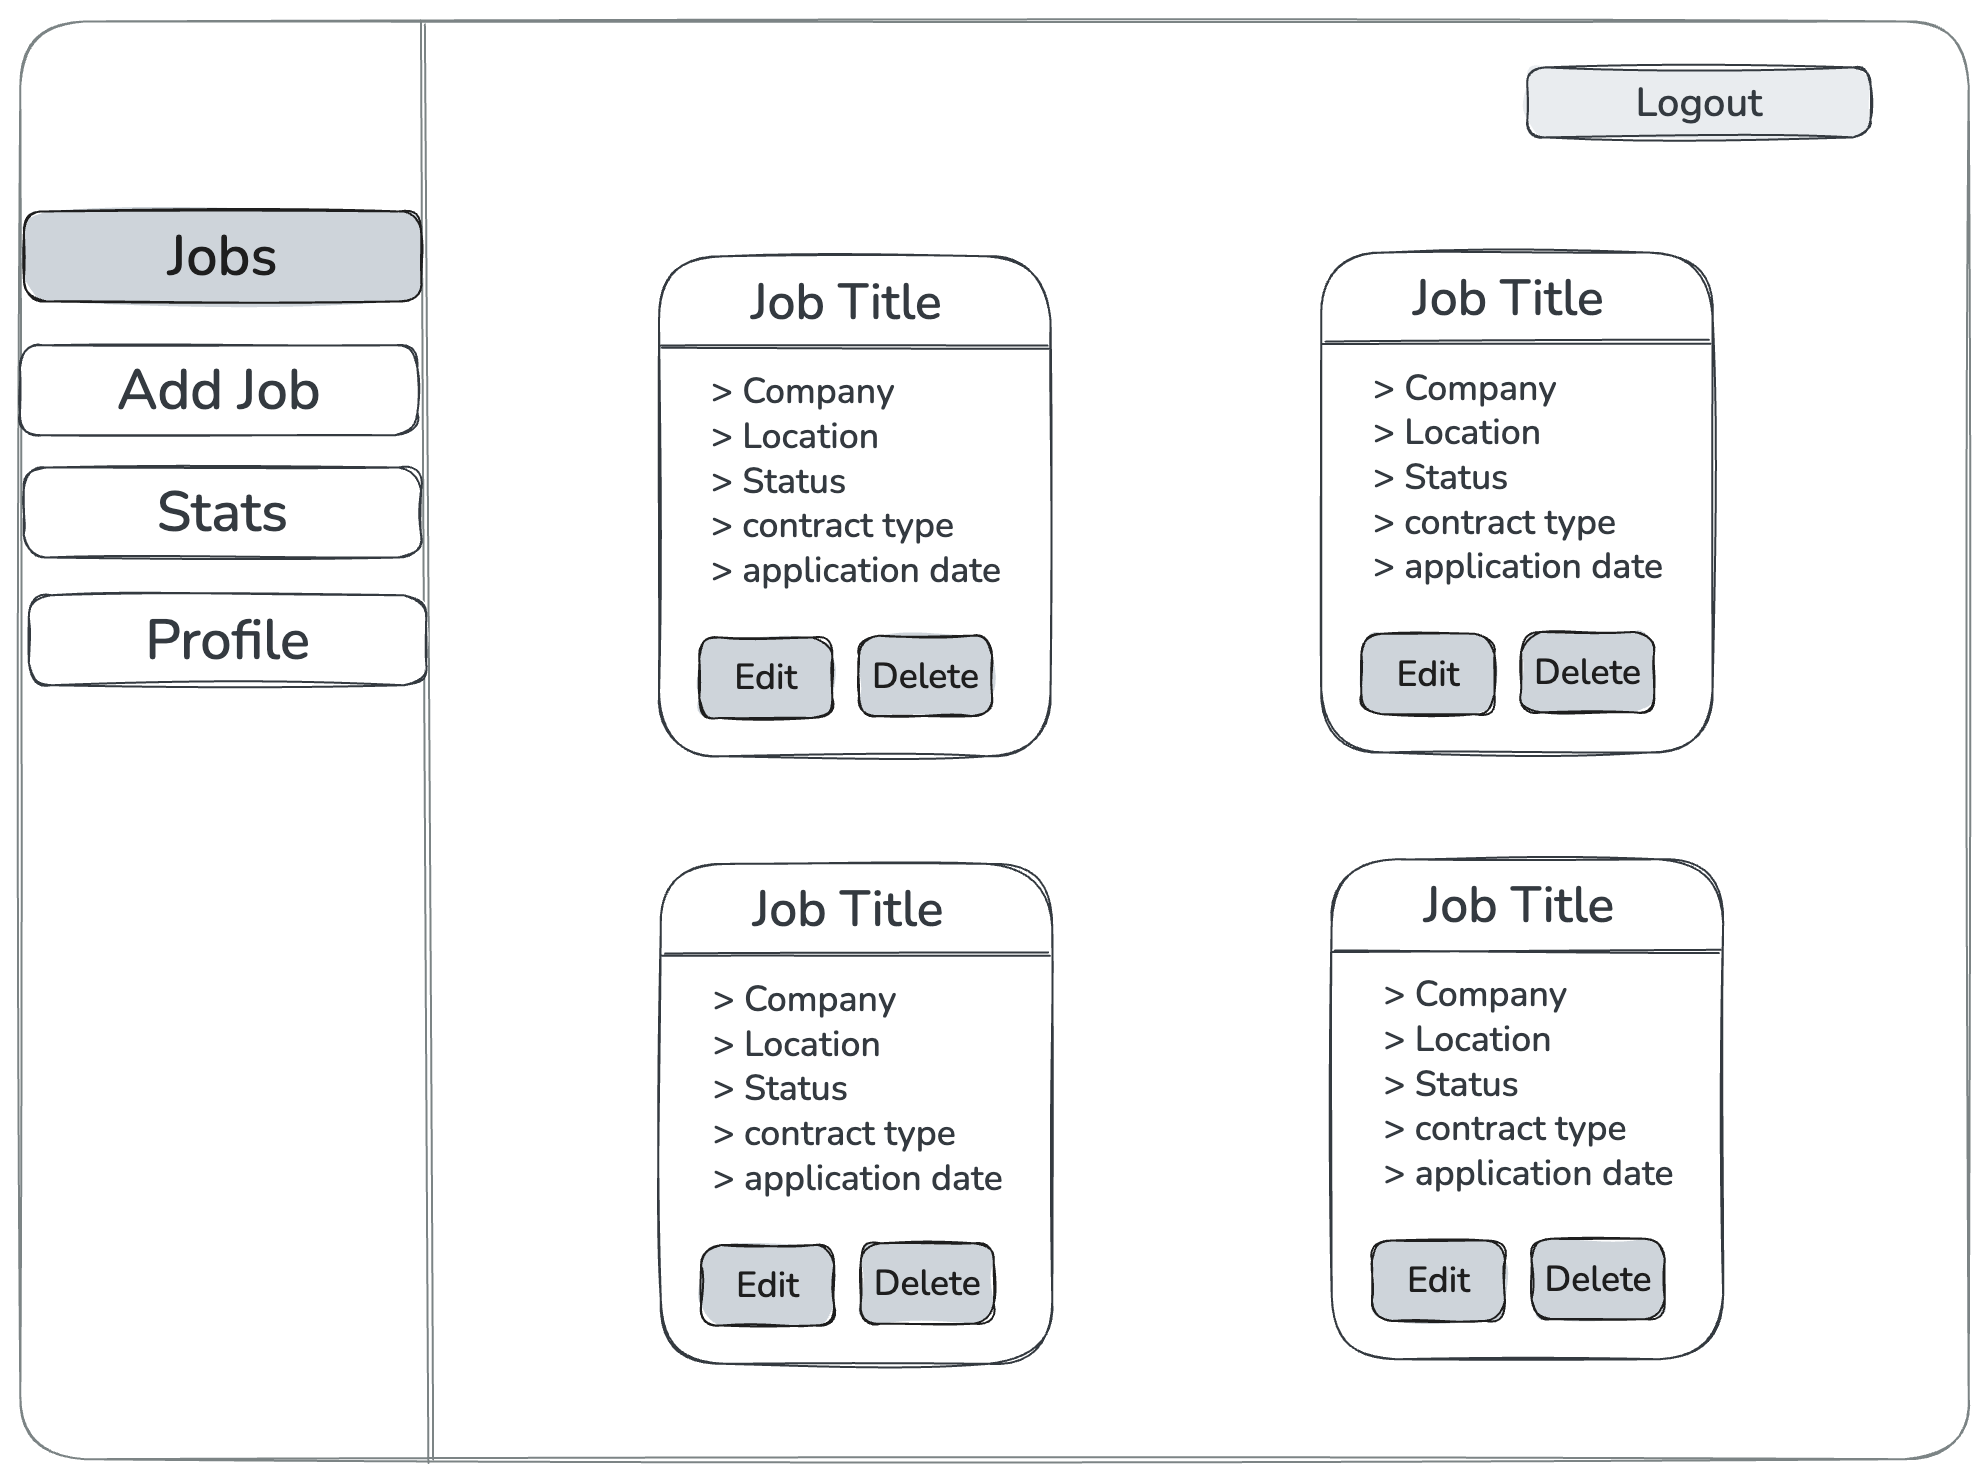 Logout
Jobs
Add Job
Stats
Profile
Job Title
> Company
> Location
> Status
> contract type
> application date
Edit
Delete
Job Title
> Company
> Location
> Status
> contract type
> application date
Edit
Delete
Job Title
> Company
> Location
> Status
> contract type
> application date
Edit
Delete
Job Title
> Company
> Location
> Status
> contract type
> application date
Edit
Delete